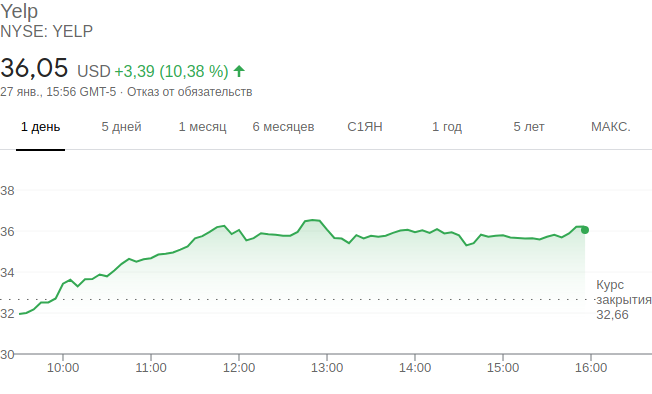 Yelp
NYSE: YELP
36,05 USD +3,39 (10,38 %)
27 янв., 15:56 GMT-5 · Отказ от обязательств
1 день 5 дней 1 месяц 6 месяцев С1ЯН 1 год 5 лет МАКС.
38
36
34
32
30
Курс
закрытия
32,66
10:00 11:00 12:00 13:00 14:00 15:00 16:00